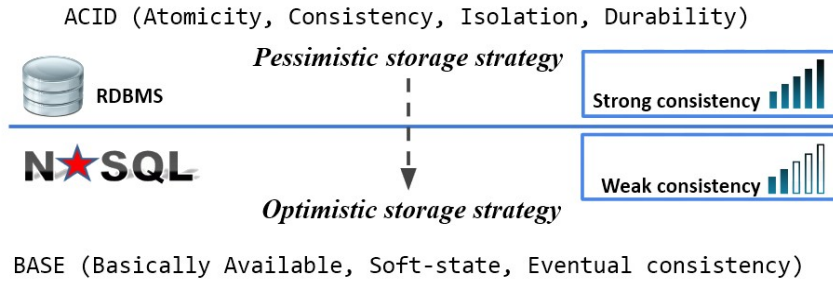 ACID (Atomicity, Consistency, Isolation, Durability)
Pessimistic storage strategy
RDBMS
Strong consistency
N★SQL
Weak consistency
Optimistic storage strategy
BASE (Basically Available, Soft-state, Eventual consistency)